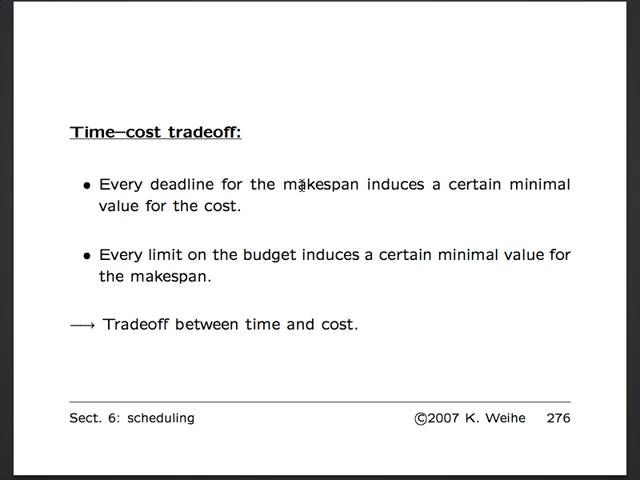 Time—cost tradeoff:
● Every deadline for the makespan induces a certain minimal
value for the cost.
● Every limit on the budget induces a certain minimal value for
the makespan.
⟶ Tradeoff between time and cost.
Sect. 6: scheduling ©2007 K. Weihe 276